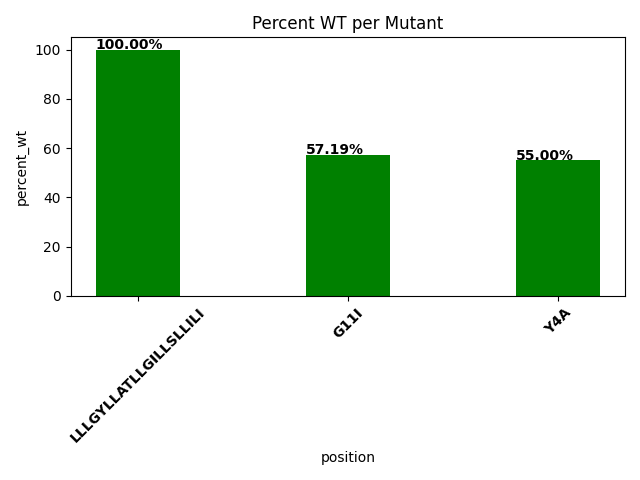 Percent WT per Mutant
percent_wt
100
80
60
40
20
0
100.00%
57.19%
55.00%
LLLGYLLATLLGILLSLLILI
G11I
Y4A
position